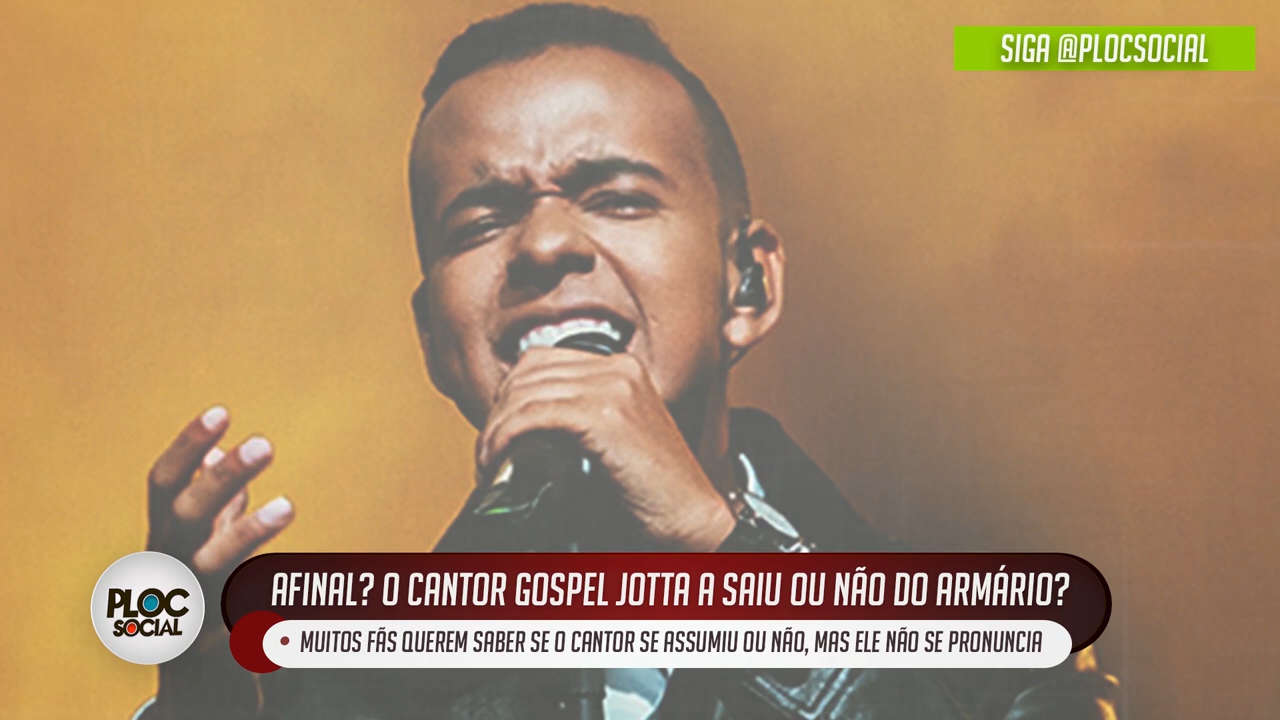 SIGA @PLOCSOCIAL
AFINAL? O CANTOR GOSPEL JOTTA A SAIU OU NÃO DO ARMÁRIO?
PLOC
SOCIAL
• MUITOS FÃS QUEREM SABER SE O CANTOR SE ASSUMIU OU NÃO, MAS ELE NÃO SE PRONUNCIA